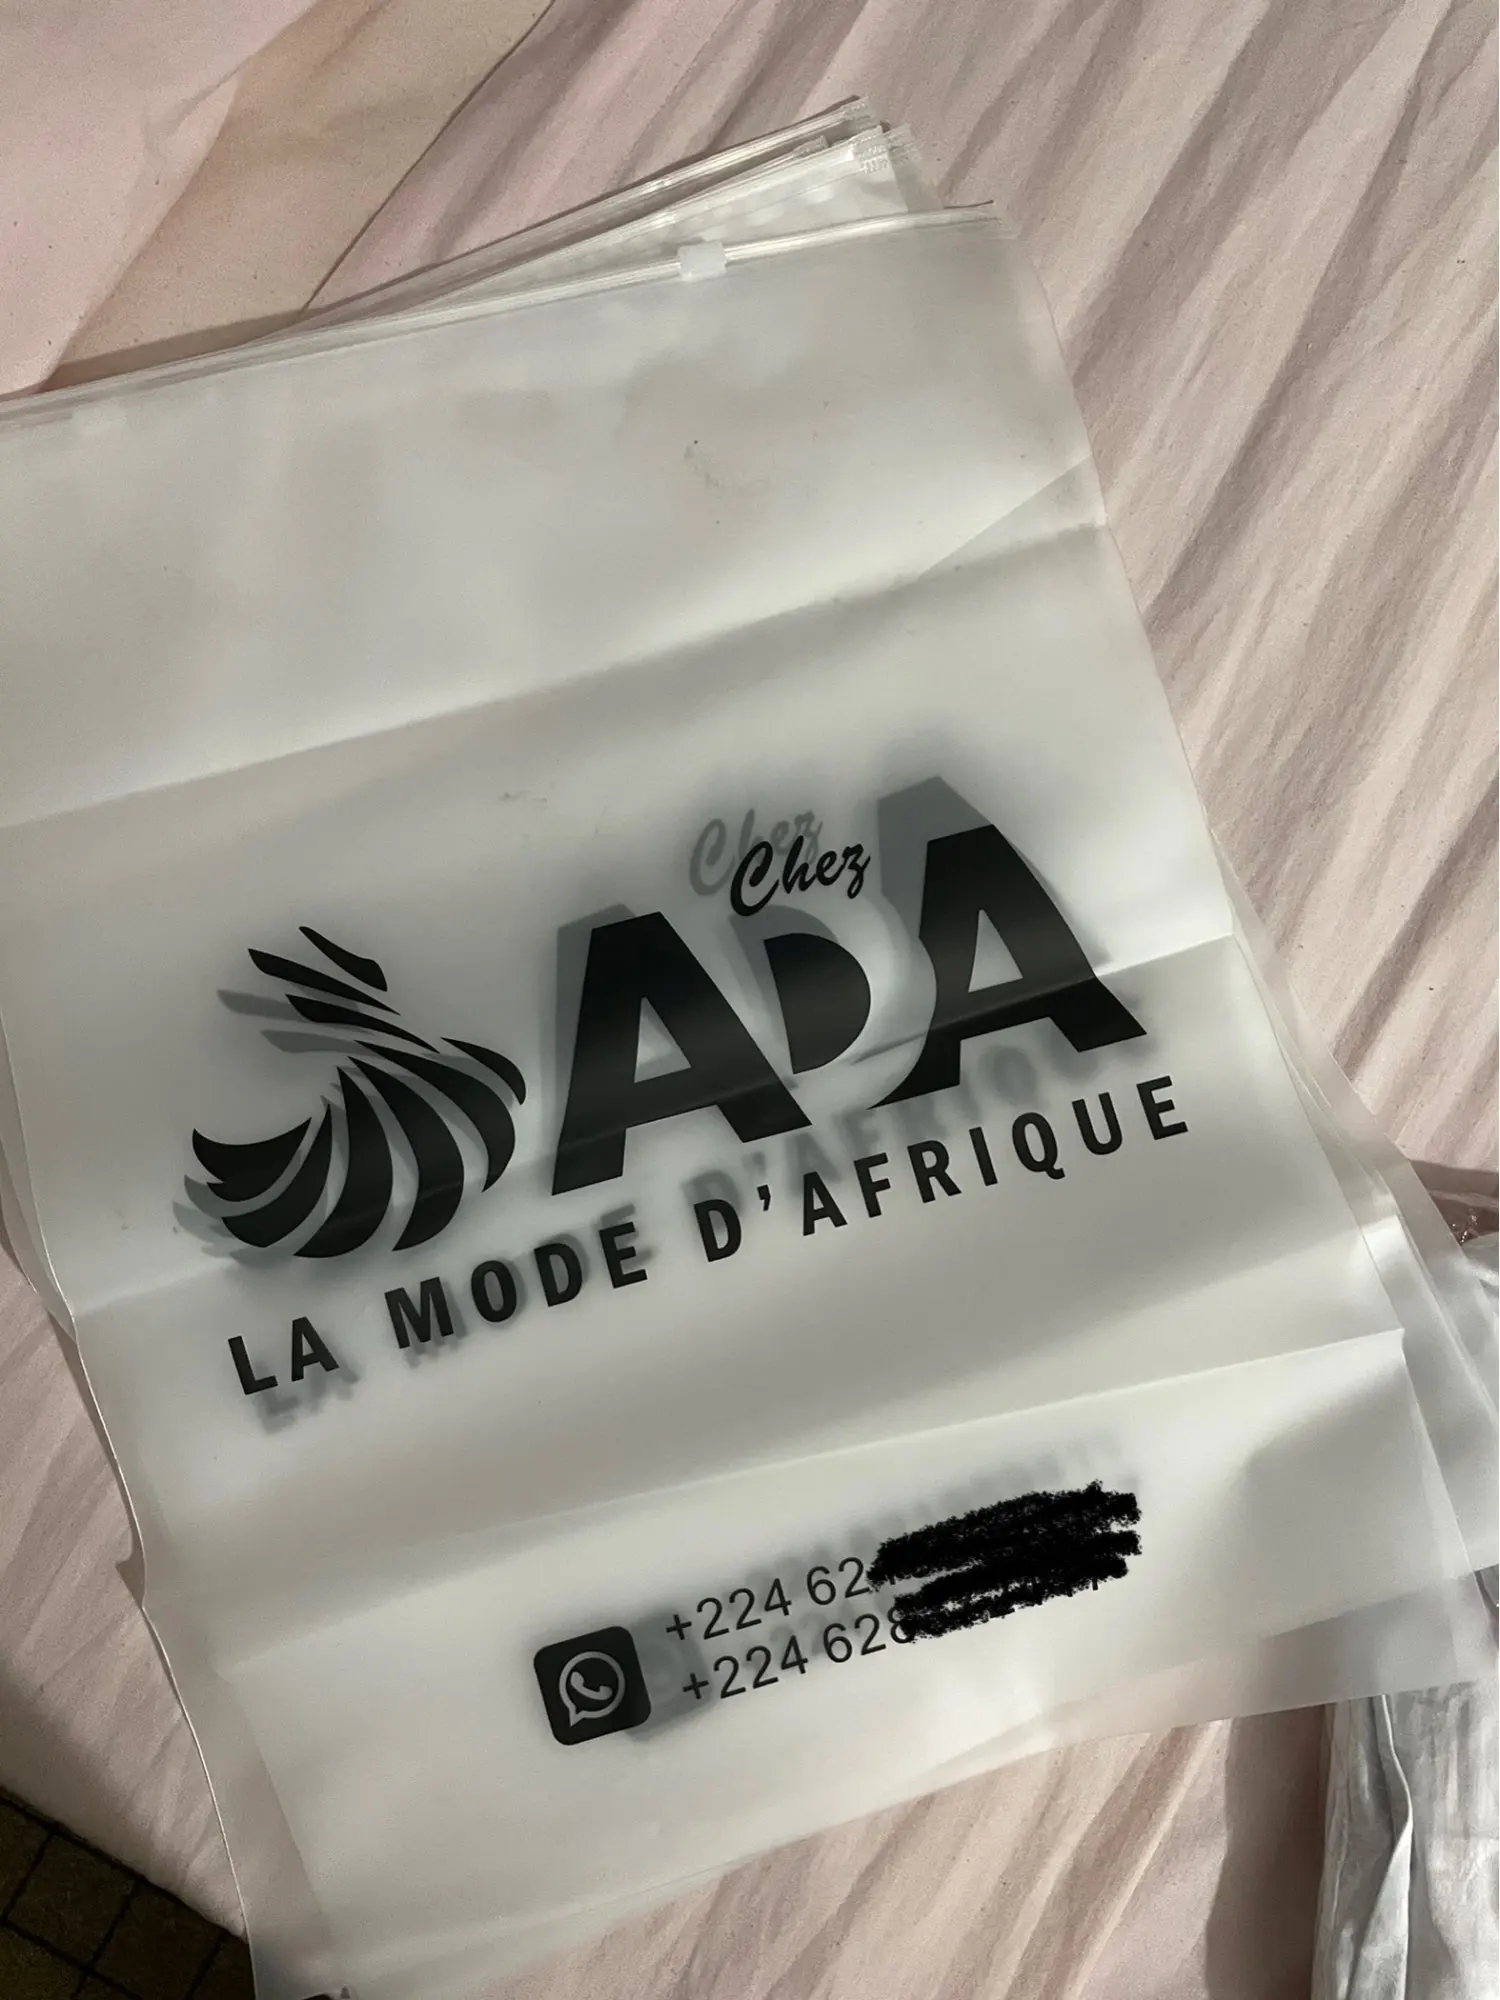 Chez
ADA
LA MODE D'AFRIQUE
+224 62
+224 628